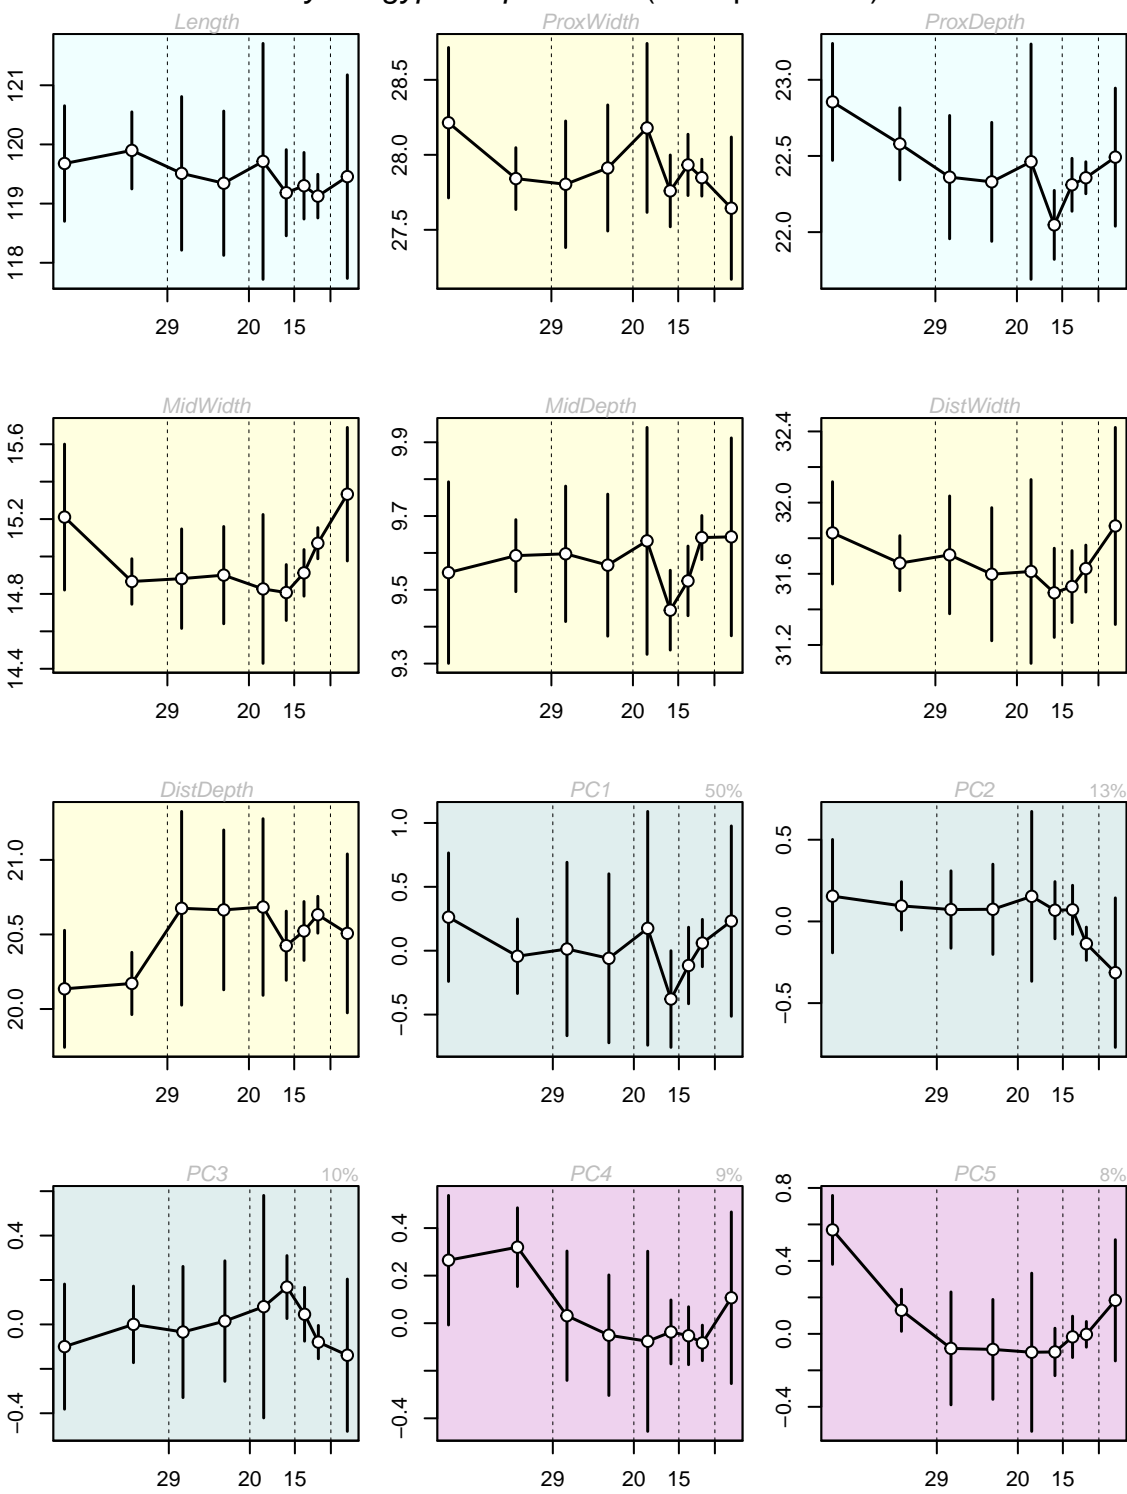 Length ProxWidth ProxDepth
118 119 120 121 27.5 28.0 28.5 22.0 22.5 23.0
29 20 15 29 20 15 29 20 15
MidWidth MidDepth DistWidth
14.4 14.8 15.2 15.6 9.3 9.5 9.7 9.9 31.2 31.6 32.0 32.4
29 20 15 29 20 15 29 20 15
DistDepth PC1 50% PC2 13%
20.0 20.5 21.0 −0.5 0.0 0.5 1.0 −0.5 0.0 0.5
29 20 15 29 20 15 29 20 15
PC3 10% PC4 9% PC5 8%
−0.4 0.0 0.4 −0.4 0.0 0.2 0.4 −0.4 0.0 0.4 0.8
29 20 15 29 20 15 29 20 15